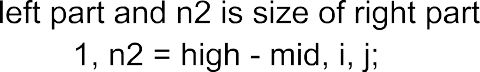 left part and n2 is size of right part
1, n2 = high - mid, i, j;